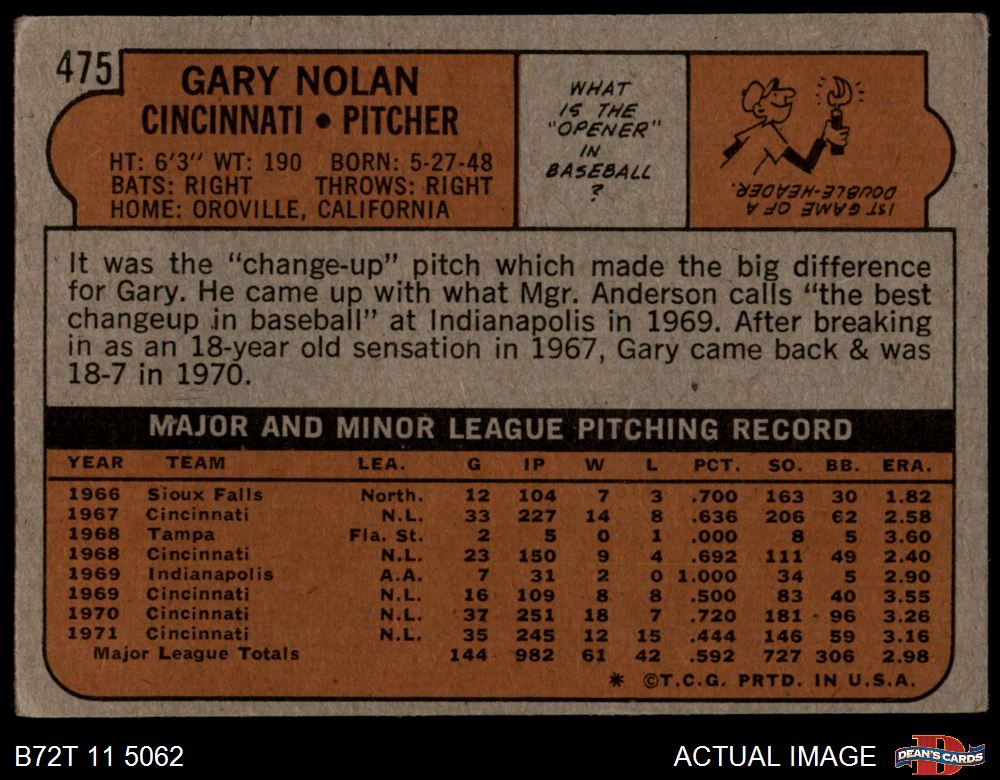 475
GARY NOLAN
CINCINNATI • PITCHER
HT: 6'3" WT: 190 BORN: 5-27-48
BATS: RIGHT THROWS: RIGHT
HOME: OROVILLE, CALIFORNIA
WHAT
IS THE
"OPENER"
IN
BASEBALL
?
1ST GAME OF A
DOUBLE-HEADER.
It was the "change-up" pitch which made the big difference
for Gary. He came up with what Mgr. Anderson calls "the best
changeup in baseball" at Indianapolis in 1969. After breaking
in as an 18-year old sensation in 1967, Gary came back & was
18-7 in 1970.
MAJOR AND MINOR LEAGUE PITCHING RECORD
YEAR TEAM LEA. G IP W L PCT. SO. BB. ERA.
1966 Sioux Falls North. 12 104 7 3 .700 163 30 1.82
1967 Cincinnati N.L. 33 227 14 8 .636 206 62 2.58
1968 Tampa Fla. St. 2 5 0 1 .000 8 5 3.60
1968 Cincinnati N.L. 23 150 9 4 .692 111 49 2.40
1969 Indianapolis A.A. 7 31 2 0 1.000 34 5 2.90
1969 Cincinnati N.L. 16 109 8 8 .500 83 40 3.55
1970 Cincinnati N.L. 37 251 18 7 .720 181 96 3.26
1971 Cincinnati N.L. 35 245 12 15 .444 146 59 3.16
Major League Totals 144 982 61 42 .592 727 306 2.98
* ©T.C.G. PRTD. IN U.S.A.
B72T 11 5062 ACTUAL IMAGE
D
DEAN'S CARDS